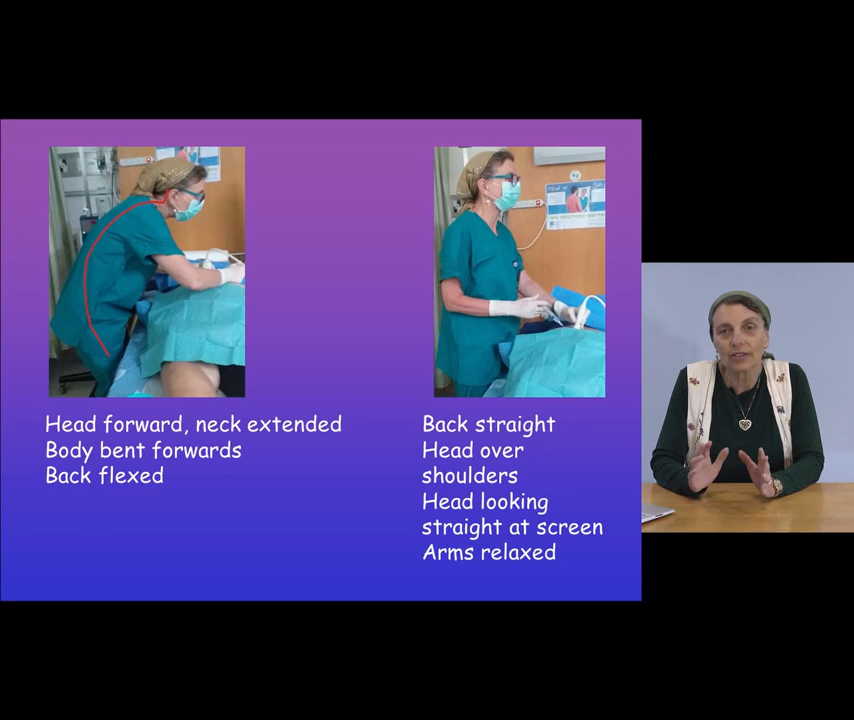 Head forward, neck extended
Body bent forwards
Back flexed
Back straight
Head over
shoulders
Head looking
straight at screen
Arms relaxed